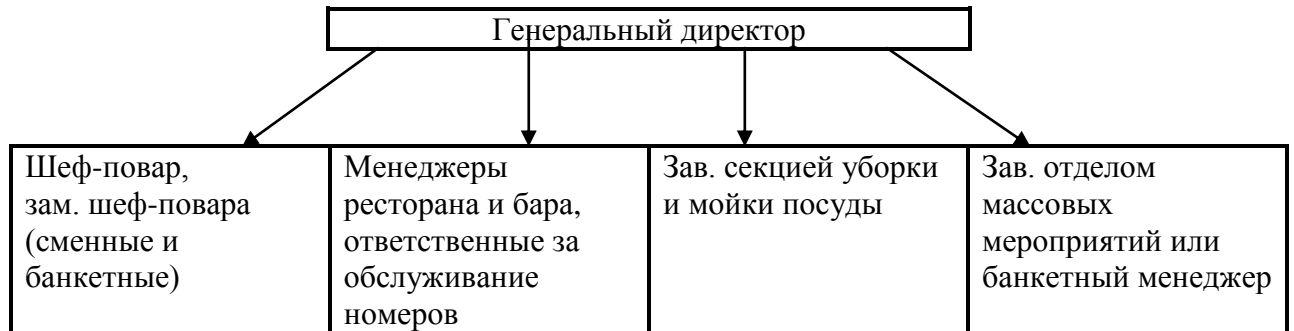 Генеральный директор
Шеф-повар,
зам. шеф-повара
(сменные и
банкетные)
Менеджеры
ресторана и бара,
ответственные за
обслуживание
номеров
Зав. секцией уборки
и мойки посуды
Зав. отделом
массовых
мероприятий или
банкетный менеджер